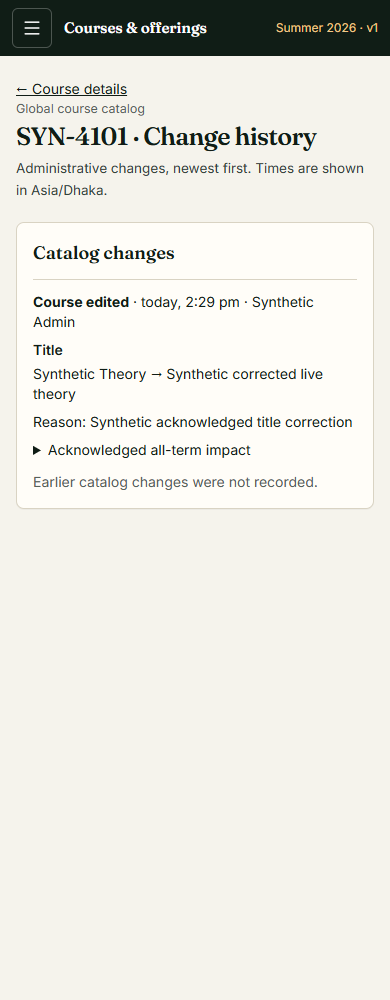 Courses & offerings
Summer 2026 · v1
← Course details
Global course catalog
SYN-4101 · Change history
Administrative changes, newest first. Times are shown
in Asia/Dhaka.
Catalog changes
Course edited · today, 2:29 pm · Synthetic
Admin
Title
Synthetic Theory → Synthetic corrected live
theory
Reason: Synthetic acknowledged title correction
▶ Acknowledged all-term impact
Earlier catalog changes were not recorded.